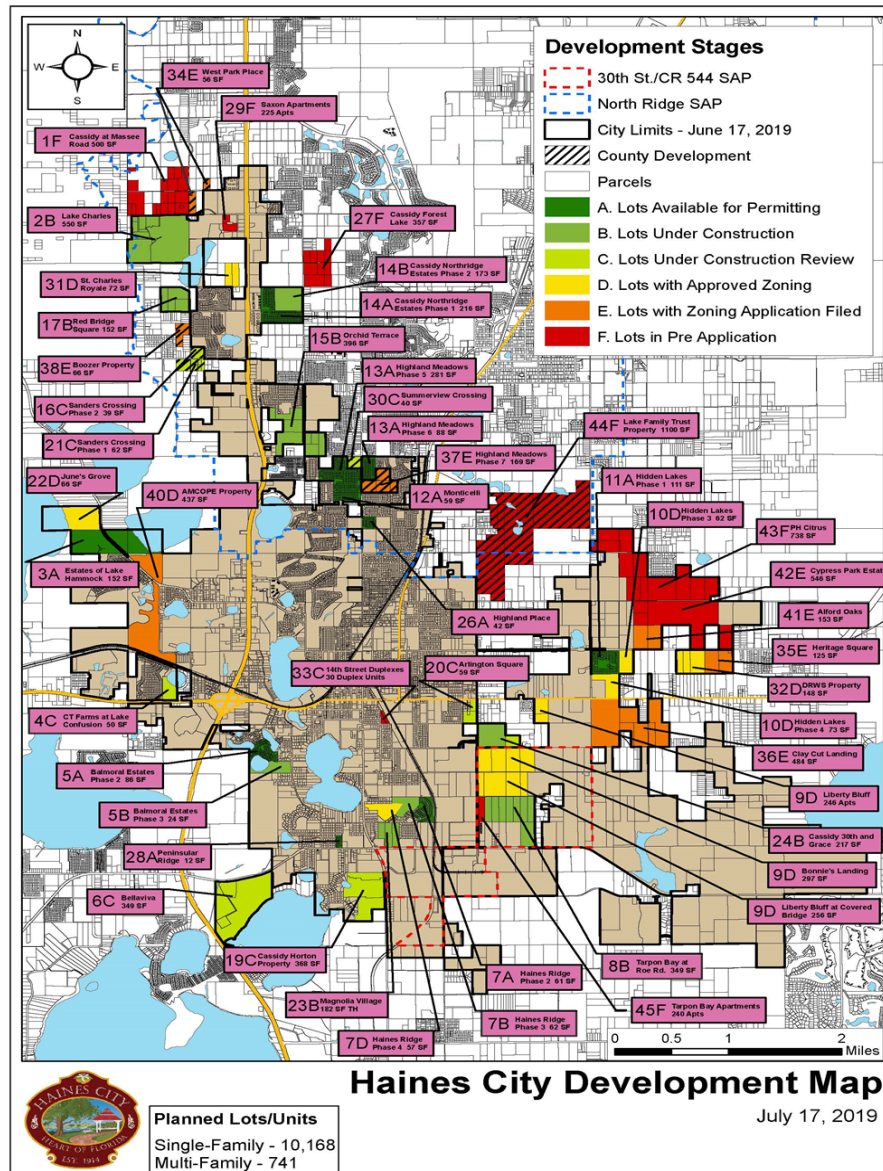 N
W E
S
Development Stages
30th St./CR 544 SAP
North Ridge SAP
City Limits - June 17, 2019
County Development
Parcels
A. Lots Available for Permitting
B. Lots Under Construction
C. Lots Under Construction Review
D. Lots with Approved Zoning
E. Lots with Zoning Application Filed
F. Lots in Pre Application
34E West Park Place
56 SF
29F Saxon Apartments
225 Apts
1F Cassidy at Massee
Road 500 SF
2B Lake Charles
550 SF
27F Cassidy Forest
Lake 357 SF
31D St. Charles
Royale 72 SF
14B Cassidy Northridge
Estates Phase 2 173 SF
14A Cassidy Northridge
Estates Phase 1 216 SF
17B Red Bridge
Square 152 SF
15B Orchid Terrace
396 SF
38E Boozer Property
66 SF
13A Highland Meadows
Phase 5 281 SF
30C Summerview Crossing
40 SF
16C Sanders Crossing
Phase 2 39 SF
13A Highland Meadows
Phase 6 88 SF
44F Lake Family Trust
Property 1100 SF
21C Sanders Crossing
Phase 1 62 SF
37E Highland Meadows
Phase 7 169 SF
22D June's Grove
66 SF
40D AMCOPE Property
437 SF
12A Monticelli
59 SF
11A Hidden Lakes
Phase 1 111 SF
10D Hidden Lakes
Phase 3 62 SF
43F PH Citrus
738 SF
3A Estates of Lake
Hammock 152 SF
42E Cypress Park Estat
546 SF
26A Highland Place
42 SF
41E Alford Oaks
153 SF
33C 14th Street Duplexes
30 Duplex Units
20C Arlington Square
59 SF
35E Heritage Square
125 SF
32D DRWS Property
148 SF
4C CT Farms at Lake
Confusion 50 SF
10D Hidden Lakes
Phase 4 73 SF
36E Clay Cut Landing
484 SF
5A Balmoral Estates
Phase 2 86 SF
9D Liberty Bluff
246 Apts
5B Balmoral Estates
Phase 3 24 SF
24B Cassidy 30th and
Grace 217 SF
28A Peninsular
Ridge 12 SF
9D Bonnie's Landing
297 SF
6C Bellaviva
349 SF
9D Liberty Bluff at Covered
Bridge 256 SF
19C Cassidy Horton
Property 368 SF
7A Haines Ridge
Phase 2 61 SF
8B Tarpon Bay at
Roe Rd. 349 SF
23B Magnolia Village
182 SF TH
7B Haines Ridge
Phase 3 62 SF
45F Tarpon Bay Apartments
240 Apts
7D Haines Ridge
Phase 4 57 SF
0 0.5 1 2
Miles
Haines City Development Map
July 17, 2019
HAINES CITY
HEART OF FLORIDA
EST. 1914
Planned Lots/Units
Single-Family - 10,168
Multi-Family - 741